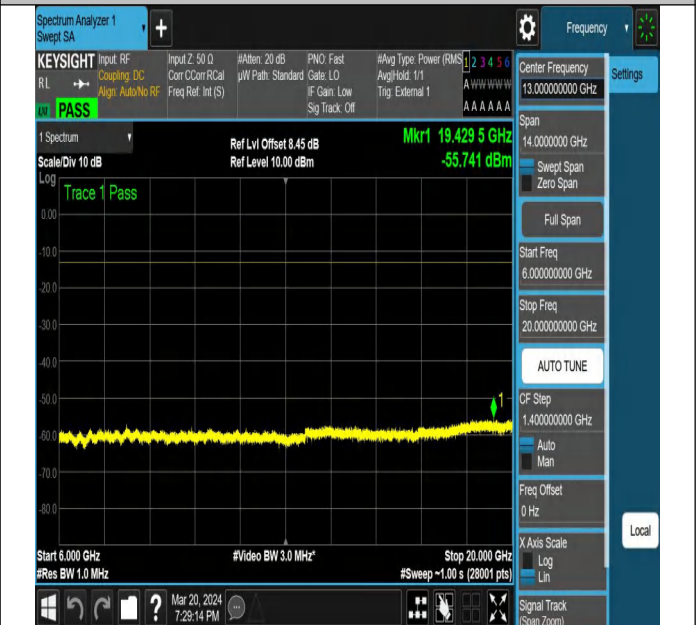 Spectrum Analyzer 1
Swept SA
+
Frequency
KEYSIGHT
RL
PASS
Input: RF
Coupling: DC
Align: Auto/No RF
Input Z: 50 Ω
Corr CCorr RCal
Freq Ref: Int (S)
#Atten: 20 dB
µW Path: Standard
PNO: Fast
Gate: LO
IF Gain: Low
Sig Track: Off
#Avg Type: Power (RMS)
Avg|Hold: 1/1
Trig: External 1
1 2 3 4 5 6
A W W W W W
A A A A A A
1 Spectrum
Scale/Div 10 dB
Ref Lvl Offset 8.45 dB
Ref Level 10.00 dBm
Mkr1 19.429 5 GHz
-55.741 dBm
Log
Trace 1 Pass
0.00
-10.0
-20.0
-30.0
-40.0
-50.0
-60.0
-70.0
-80.0
1
Start 6.000 GHz
#Res BW 1.0 MHz
#Video BW 3.0 MHz*
Stop 20.000 GHz
#Sweep ~1.00 s (28001 pts)
Center Frequency
13.000000000 GHz
Settings
Span
14.0000000 GHz
Swept Span
Zero Span
Full Span
Start Freq
6.000000000 GHz
Stop Freq
20.000000000 GHz
AUTO TUNE
CF Step
1.400000000 GHz
Auto
Man
Freq Offset
0 Hz
X Axis Scale
Log
Lin
Local
Signal Track
(Span Zoom)
?
Mar 20, 2024
7:29:14 PM